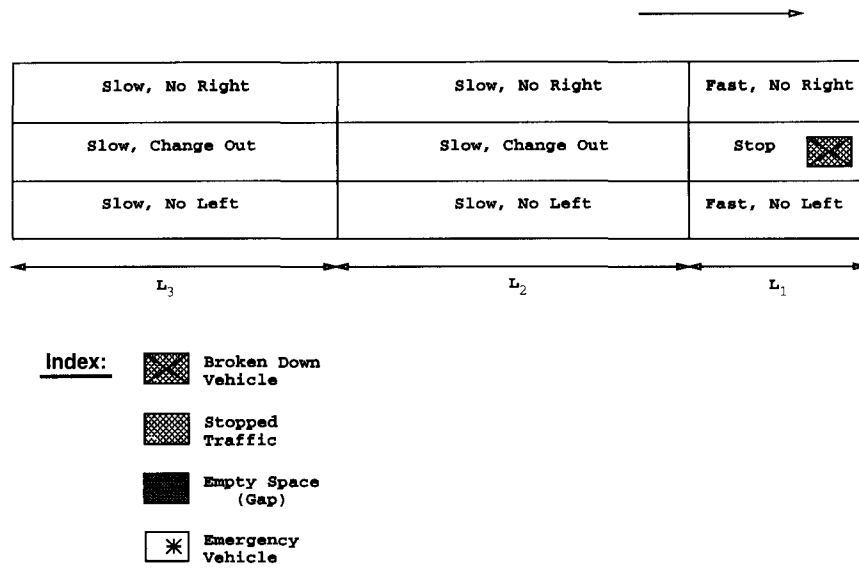 Slow, No Right Slow, No Right Fast, No Right
Slow, Change Out Slow, Change Out Stop
Slow, No Left Slow, No Left Fast, No Left
L3 L2 L1
Index:
Broken Down
Vehicle
Stopped
Traffic
Empty Space
(Gap)
Emergency
Vehicle